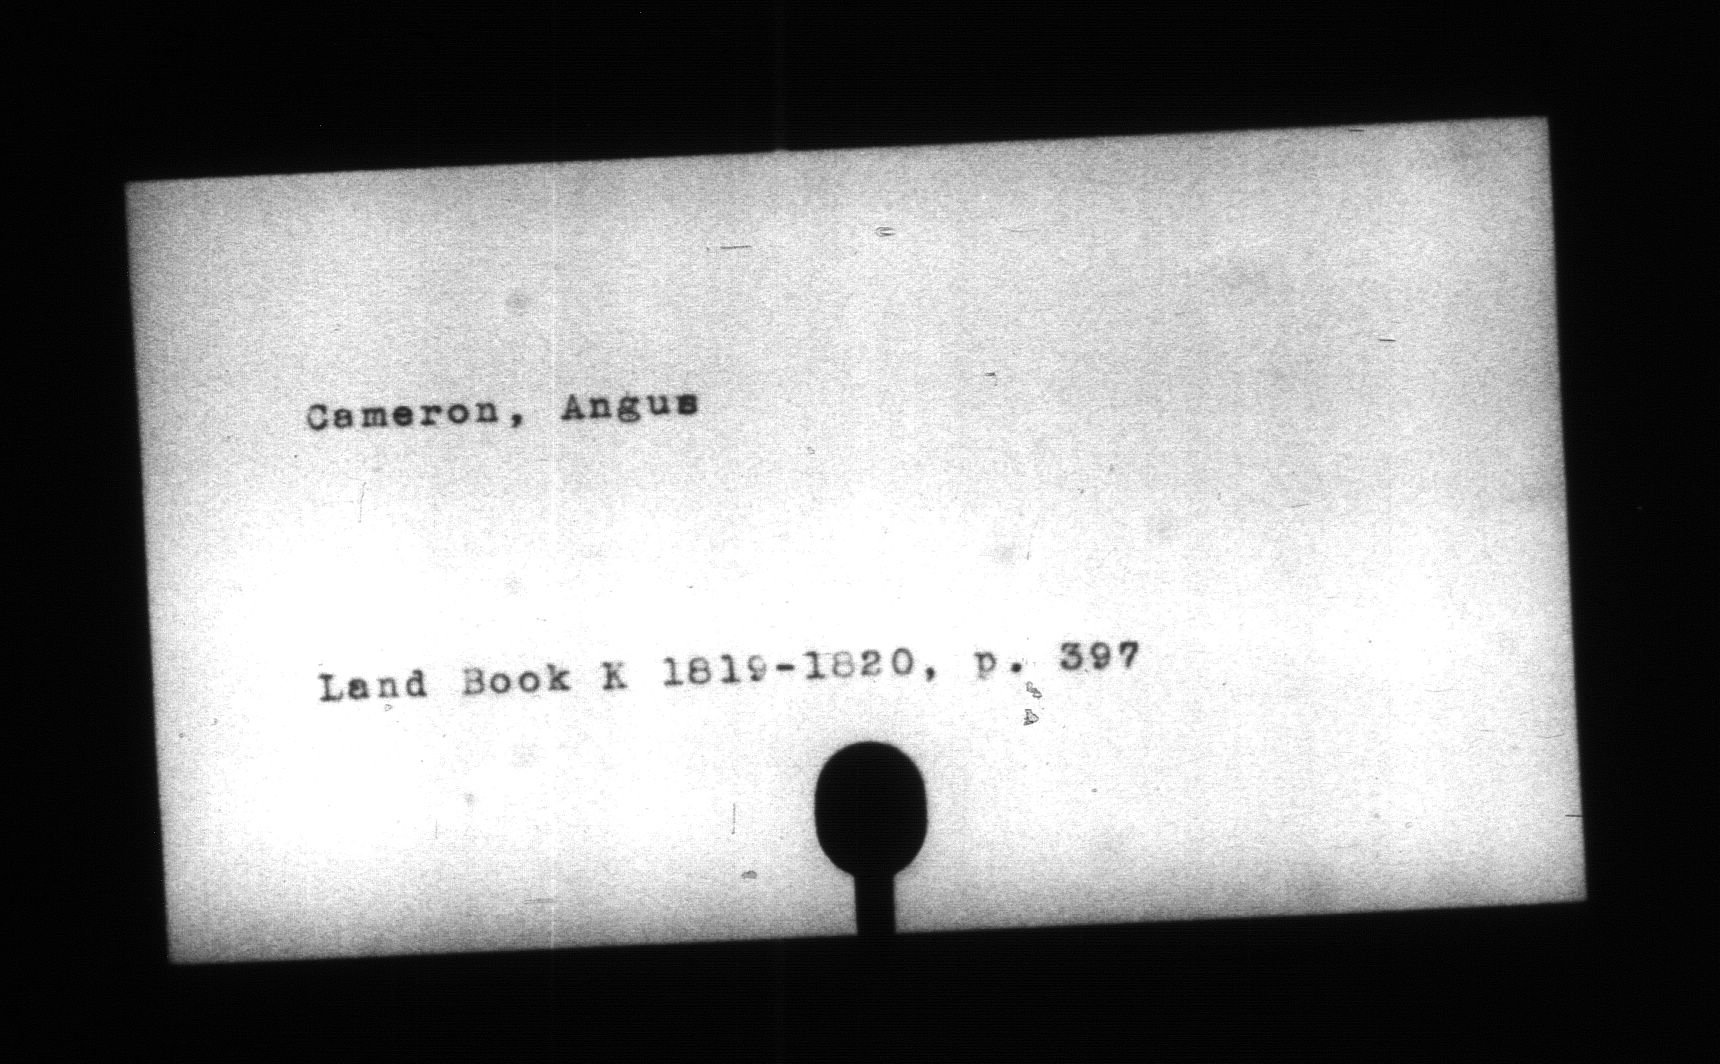 Cameron, Angus
Land Book K 1819-1820, p. 397